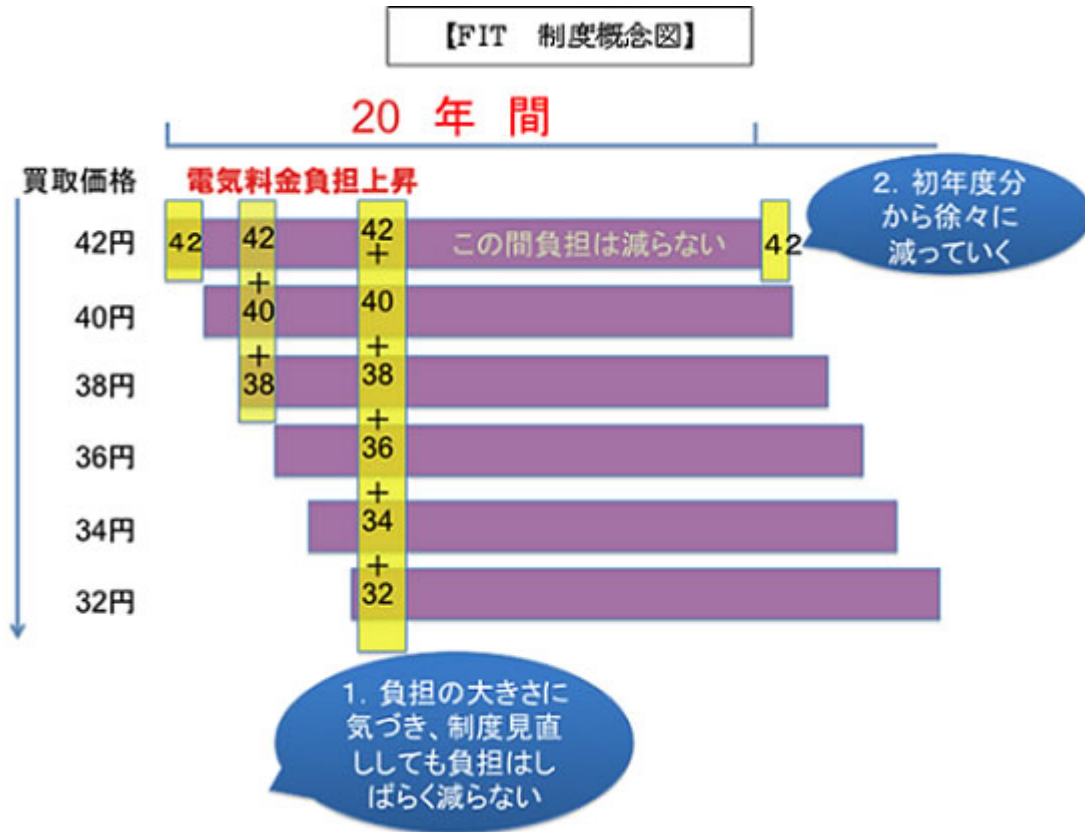 【FIT 制度概念図】
20 年 間
買取価格
電気料金負担上昇
2. 初年度分
から徐々に
減っていく
42円
42
42
42
この間負担は減らない
42
+
+
40円
40
40
+
+
38円
38
38
+
36円
36
+
34円
34
+
32円
32
1. 負担の大きさに
気づき、制度見直
ししても負担はし
ばらく減らない